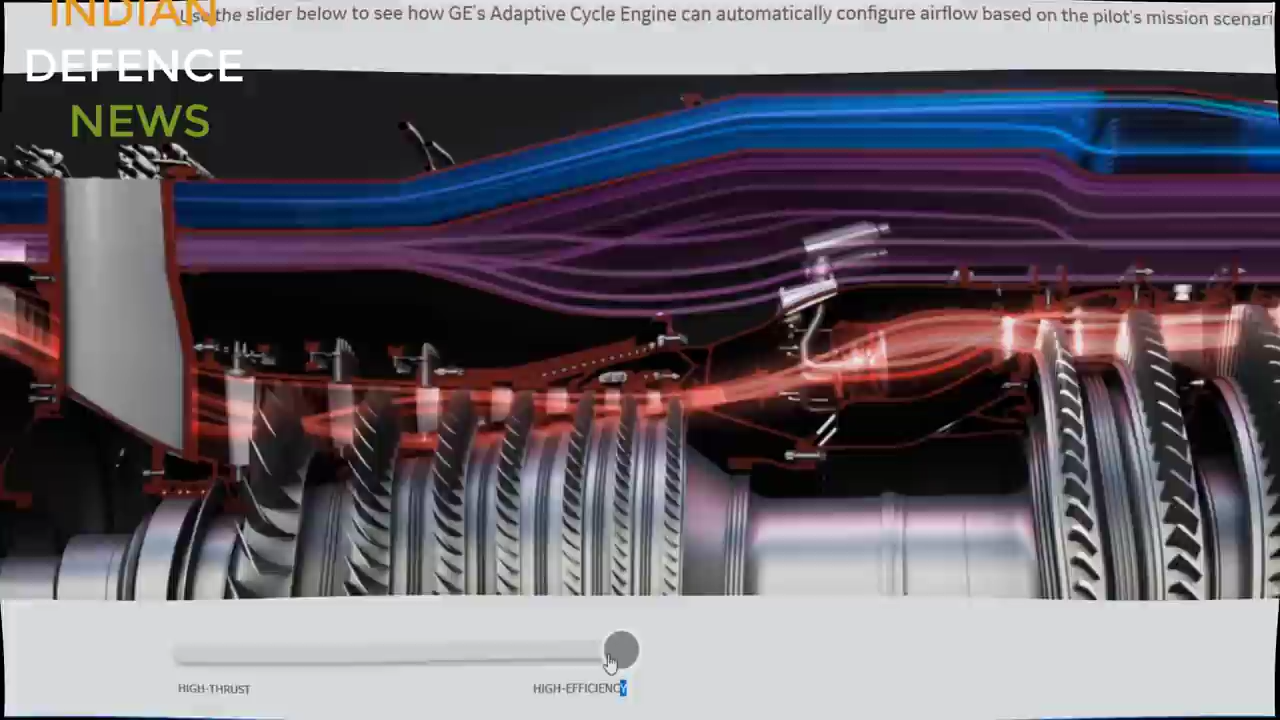 use the slider below to see how GE's Adaptive Cycle Engine can automatically configure airflow based on the pilot's mission scenari
INDIAN
DEFENCE
NEWS
HIGH-THRUST
HIGH-EFFICIENCY